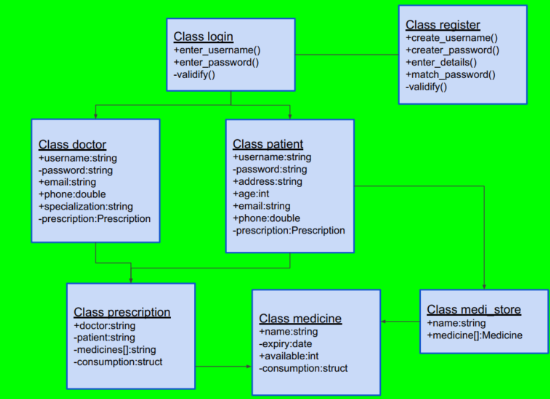 Class login
+enter_username()
+enter_password()
-validify()
Class register
+create_username()
+creater_password()
+enter_details()
+match_password()
-validify()
Class doctor
+username:string
-password:string
+email:string
+phone:double
+specialization:string
-prescription:Prescription
Class patient
+username:string
-password:string
+address:string
+age:int
+email:string
+phone:double
-prescription:Prescription
Class prescription
+doctor:string
-patient:string
-medicines[]:string
-consumption:struct
Class medicine
+name:string
-expiry:date
+available:int
-consumption:struct
Class medi_store
+name:string
+medicine[]:Medicine